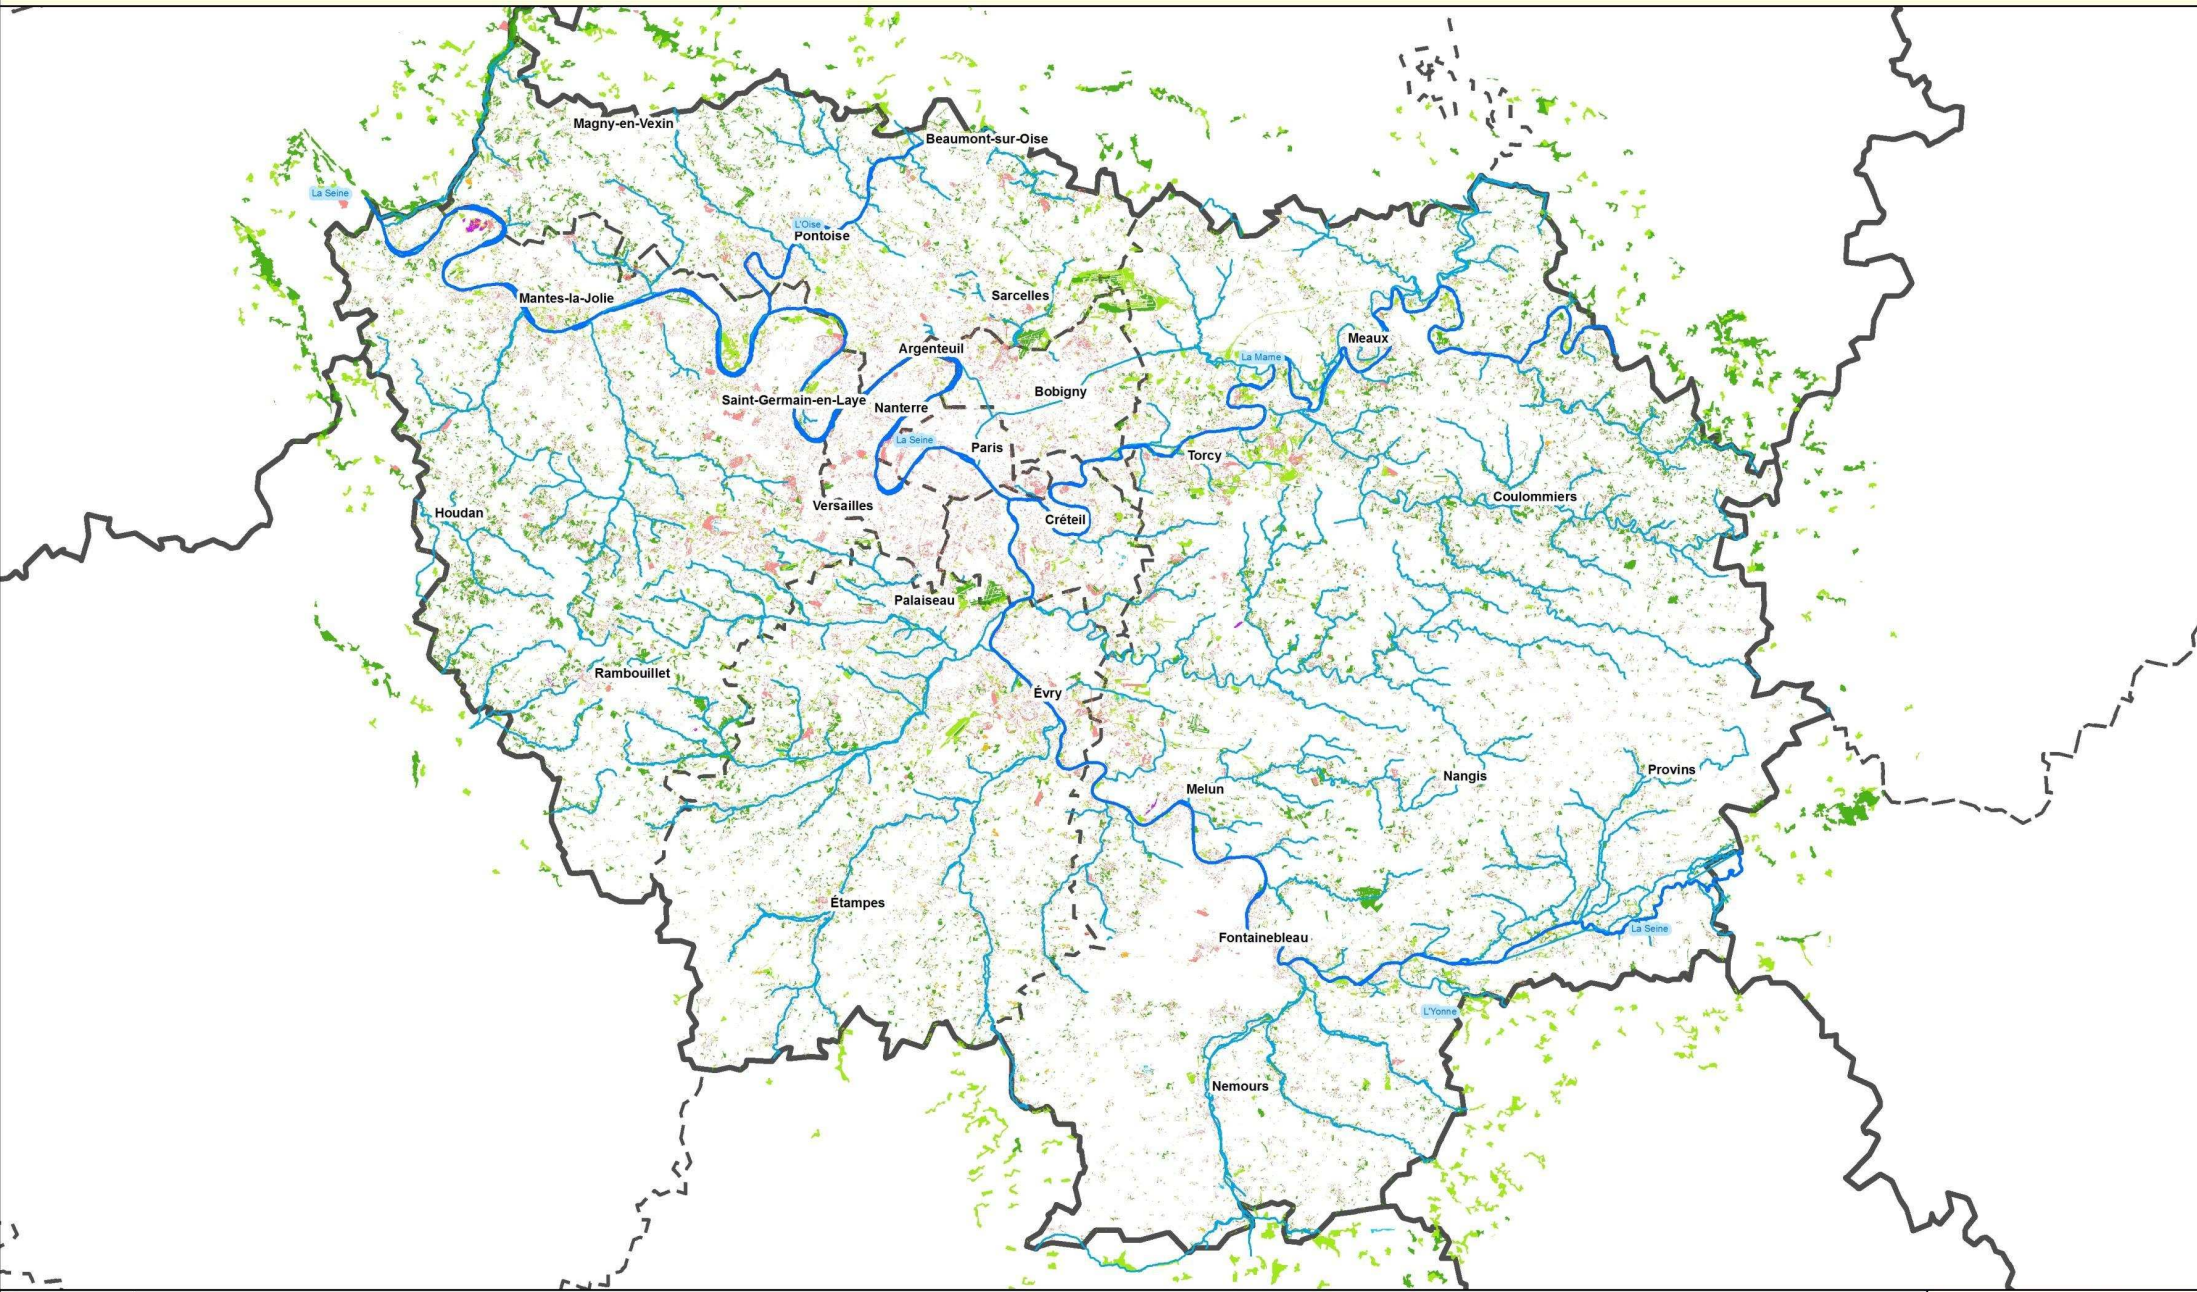 Magny-en-Vexin
Beaumont-sur-Oise
La Seine
L'Oise
Pontoise
Mantes-la-Jolie
Sarcelles
Argenteuil
Meaux
La Marne
Bobigny
Saint-Germain-en-Laye
Nanterre
La Seine
Paris
Torcy
Versailles
Coulommiers
Houdan
Créteil
Palaiseau
Rambouillet
Évry
Provins
Nangis
Melun
Étampes
La Seine
Fontainebleau
L'Yonne
Nemours